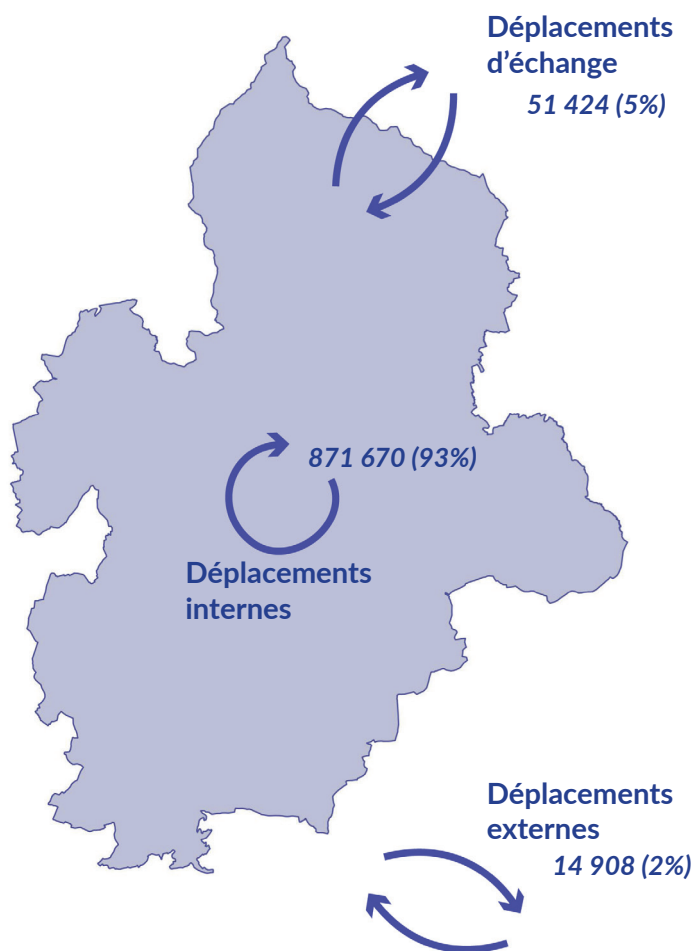 Déplacements
d'échange
51 424 (5%)
871 670 (93%)
Déplacements
internes
Déplacements
externes
14 908 (2%)